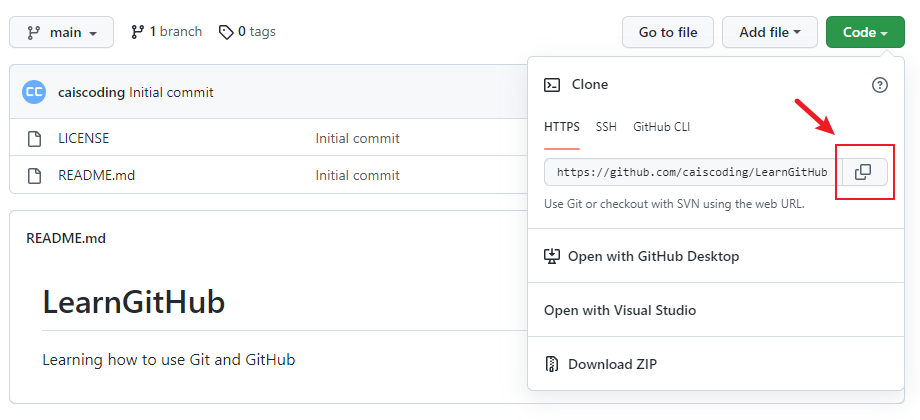 main 1 branch 0 tags Go to file Add file Code
CC caiscoding Initial commit
LICENSE Initial commit
README.md Initial commit
README.md
LearnGitHub
Learning how to use Git and GitHub
Clone
HTTPS SSH GitHub CLI
https://github.com/caiscoding/LearnGitHub
Use Git or checkout with SVN using the web URL.
Open with GitHub Desktop
Open with Visual Studio
Download ZIP